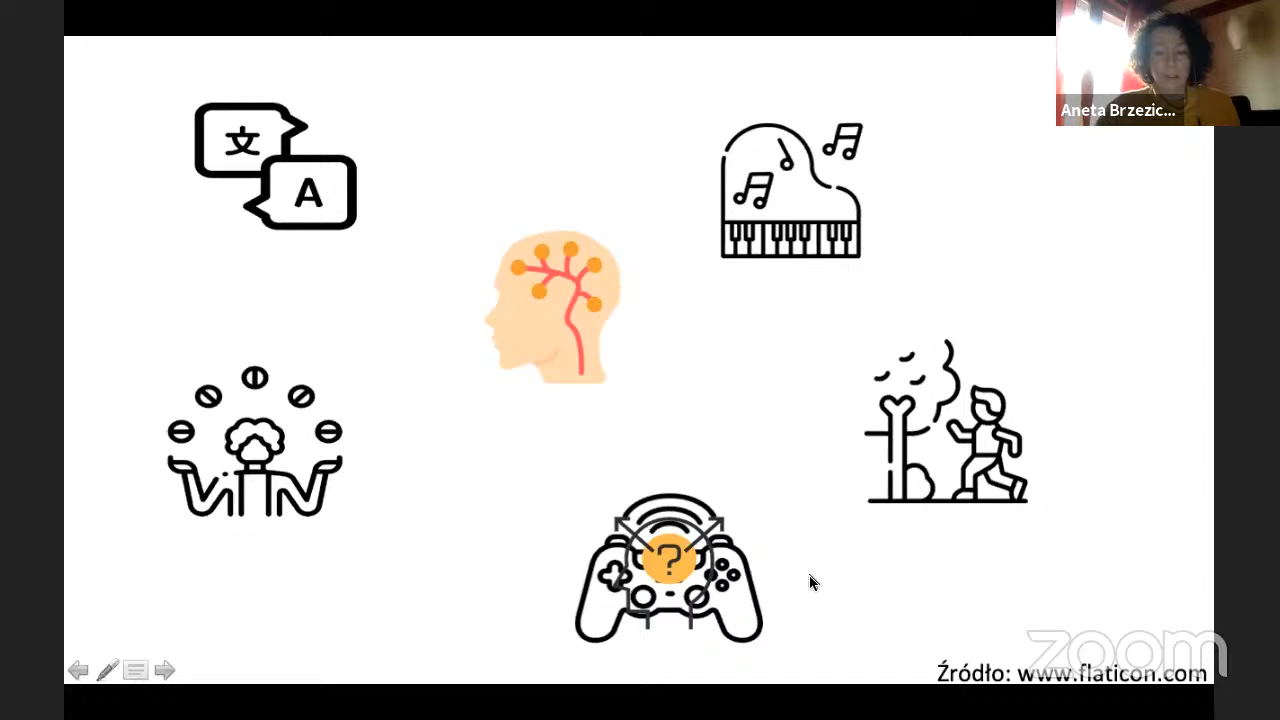 Aneta Brzezic...
文
A
?
Źródło: www.flaticon.com
zoom